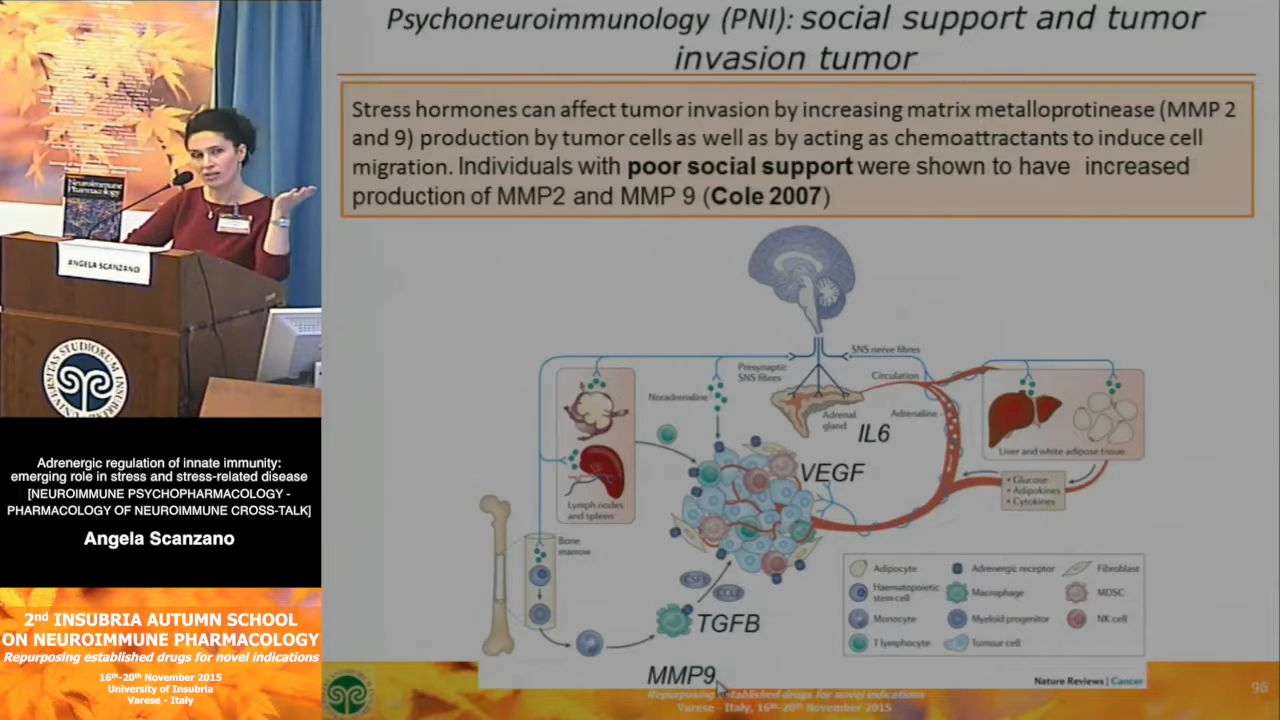 Psychoneuroimmunology (PNI): social support and tumor
invasion tumor
Stress hormones can affect tumor invasion by increasing matrix metalloprotinease (MMP 2
and 9) production by tumor cells as well as by acting as chemoattractants to induce cell
migration. Individuals with poor social support were shown to have increased
production of MMP2 and MMP 9 (Cole 2007)
SNS nerve fibres
Presynaptic
SNS fibres
Circulation
Noradrenaline
Adrenal
gland
Adrenaline
IL6
Liver and white adipose tissue
VEGF
• Glucose
• Adipokines
• Cytokines
Lymph nodes
and spleen
Bone
marrow
CSF1
CCL2
TGFB
MMP9
Adipocyte
Adrenergic receptor
Fibroblast
Haematopoietic
stem cell
Macrophage
MDSC
Monocyte
Myeloid progenitor
NK cell
T lymphocyte
Tumour cell
Nature Reviews | Cancer
Repurposing established drugs for novel indications
Varese - Italy, 16th-20th November 2015
96
Neuroimmune
Pharmacology
ANGELA SCANZANO
Adrenergic regulation of innate immunity:
emerging role in stress and stress-related disease
[NEUROIMMUNE PSYCHOPHARMACOLOGY -
PHARMACOLOGY OF NEUROIMMUNE CROSS-TALK]
Angela Scanzano
2nd INSUBRIA AUTUMN SCHOOL
ON NEUROIMMUNE PHARMACOLOGY
Repurposing established drugs for novel indications
16th-20th November 2015
University of Insubria
Varese - Italy